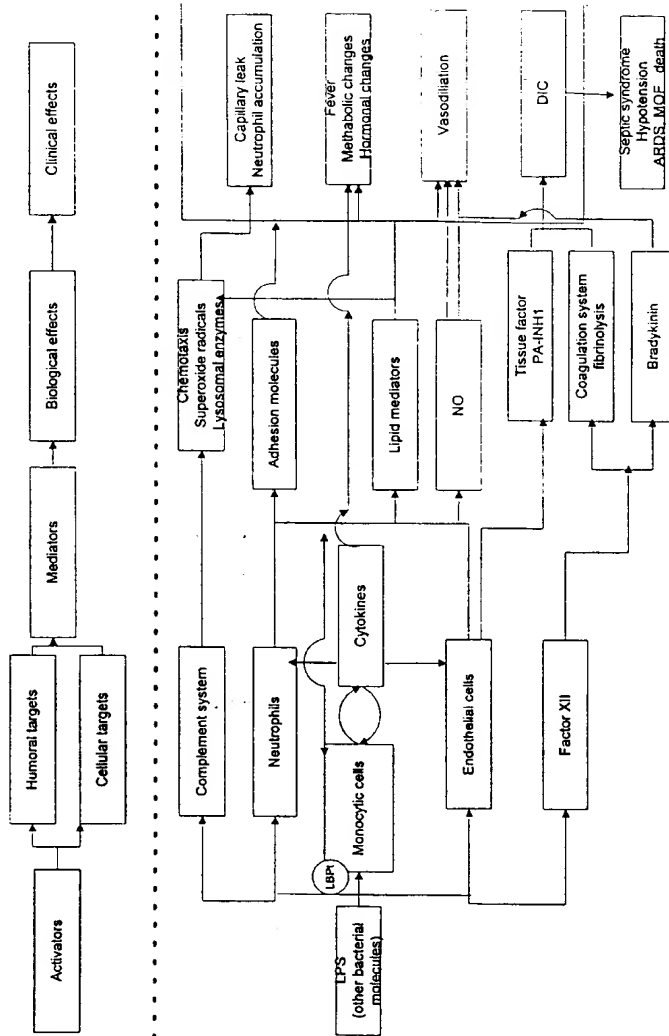 Activators
Humoral targets
Cellular targets
Mediators
Biological effects
Clinical effects
LPS
(other bacterial
molecules)
LBPt
Monocytic cells
Cytokines
Complement system
Neutrophils
Endothelial cells
Factor XII
Chemotaxis
Superoxide radicals
Lysosomal enzymes
Adhesion molecules
Lipid mediators
NO
Tissue factor
PA-INH1
Coagulation system
fibrinolysis
Bradykinin
Capillary leak
Neutrophil accumulation
Fever
Methabolic changes
Hormonal changes
Vasodiliation
DIC
Septic syndrome
Hypotension
ARDS, MOF, death